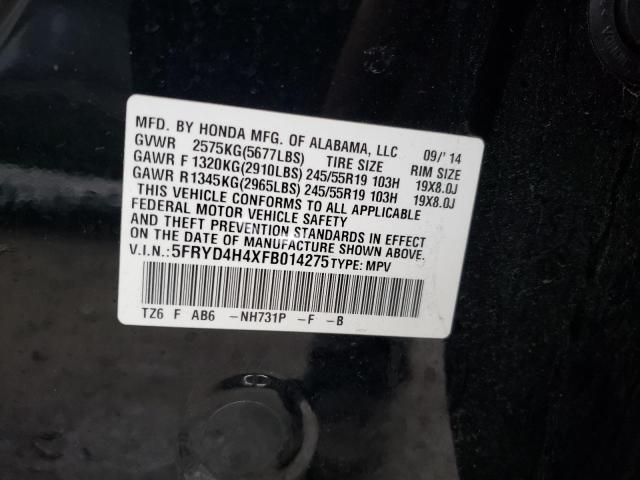 MFD. BY HONDA MFG. OF ALABAMA, LLC 09/' 14
GVWR 2575KG(5677LBS) TIRE SIZE RIM SIZE
GAWR F 1320KG(2910LBS) 245/55R19 103H 19X8.0J
GAWR R1345KG(2965LBS) 245/55R19 103H 19X8.0J
THIS VEHICLE CONFORMS TO ALL APPLICABLE
FEDERAL MOTOR VEHICLE SAFETY
AND THEFT PREVENTION STANDARDS IN EFFECT
ON THE DATE OF MANUFACTURE SHOWN ABOVE.
V.I.N.:5FRYD4H4XFB014275TYPE: MPV
TZ6 F AB6 -NH731P -F -B